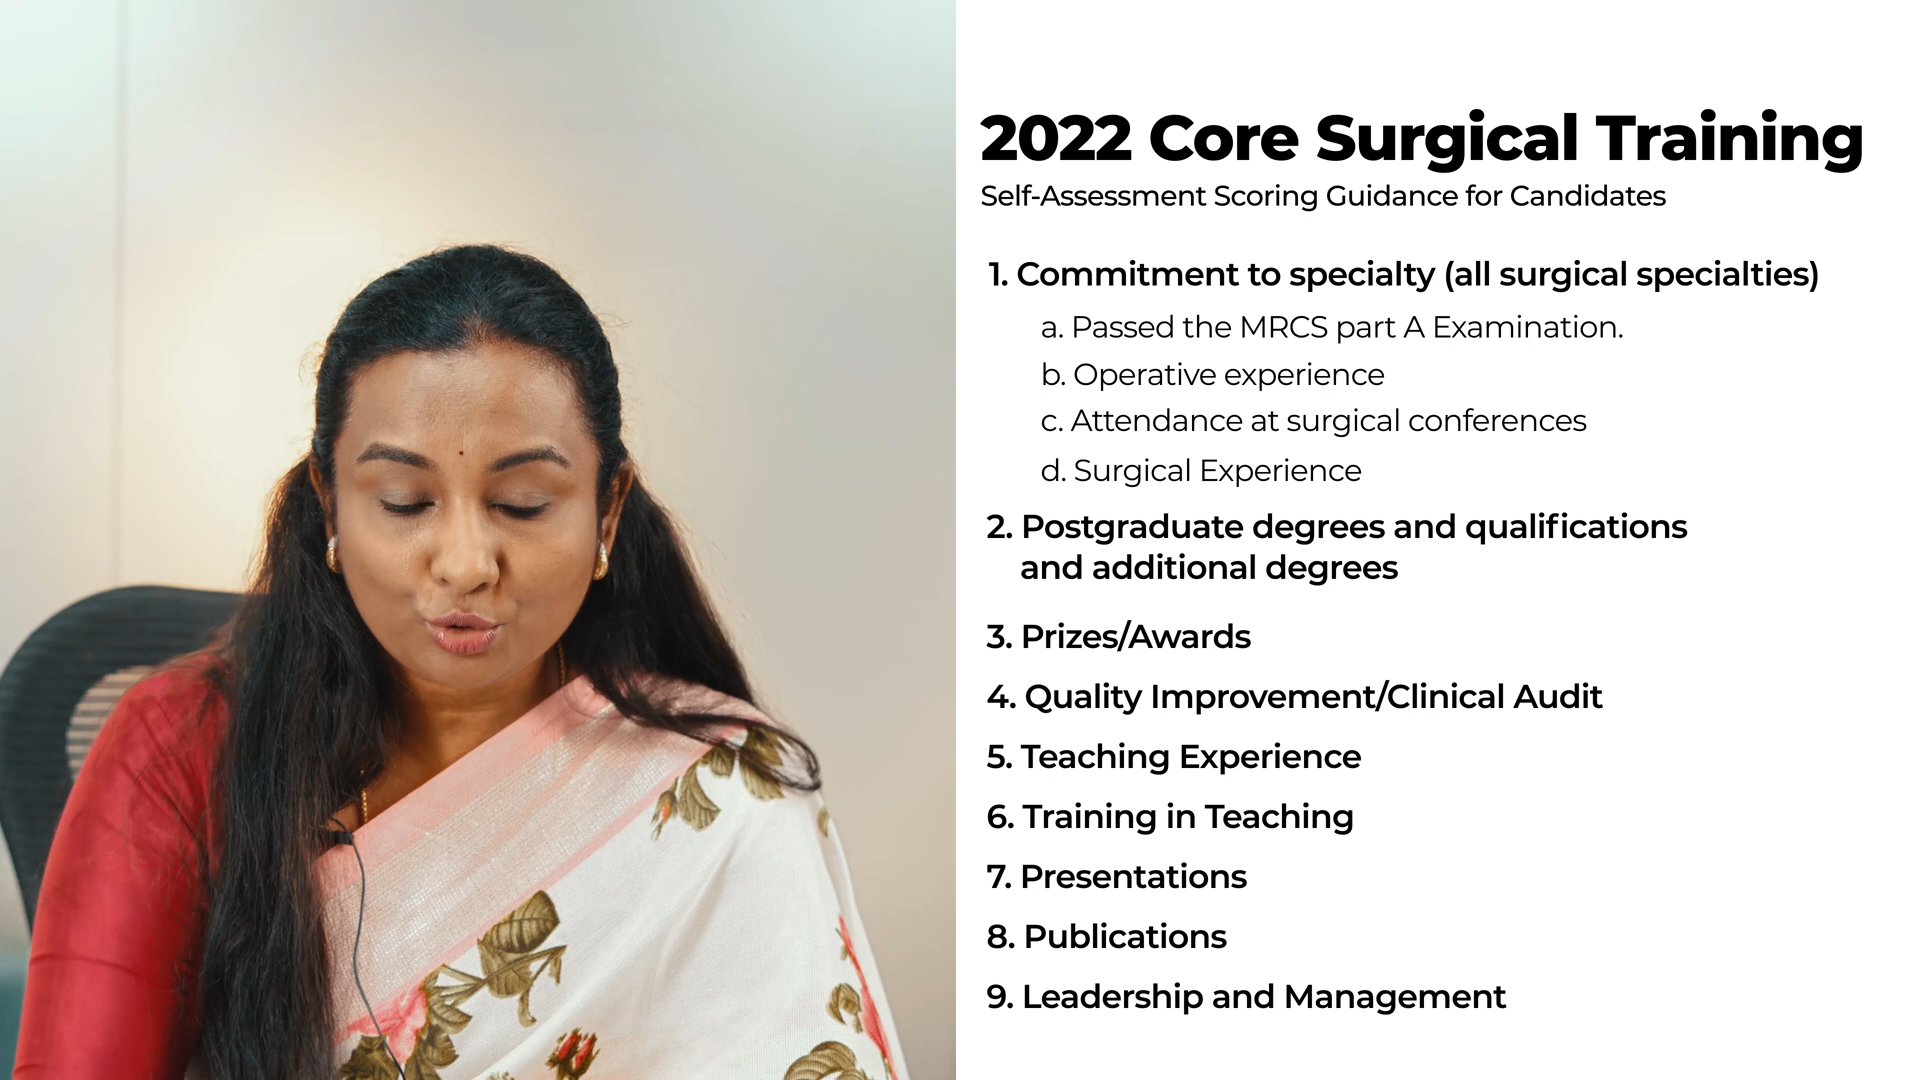 2022 Core Surgical Training
Self-Assessment Scoring Guidance for Candidates
1. Commitment to specialty (all surgical specialties)
a. Passed the MRCS part A Examination.
b. Operative experience
c. Attendance at surgical conferences
d. Surgical Experience
2. Postgraduate degrees and qualifications
and additional degrees
3. Prizes/Awards
4. Quality Improvement/Clinical Audit
5. Teaching Experience
6. Training in Teaching
7. Presentations
8. Publications
9. Leadership and Management